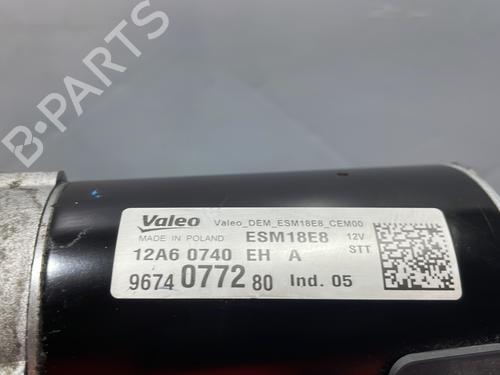 B-PARTS
Valeo Valeo_DEM_ESM18E8_CEM00
MADE IN POLAND ESM18E8 12V
12A6 0740 EH A STT
9674 0772 80 Ind. 05